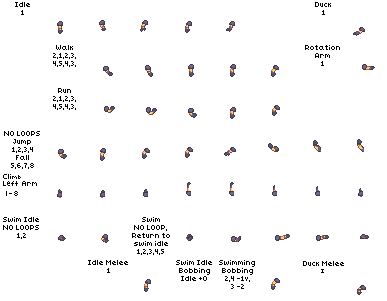 Idle
1
Duck
1
Walk
2,1,2,3,
4,5,4,3,
Rotation
Arm
1
Run
2,1,2,3,
4,5,4,3,
NO LOOPS
Jump
1,2,3,4
Fall
5,6,7,8
Climb
Left Arm
1 - 8
Swim Idle
NO LOOPS
1,2
Swim
NO LOOP,
Return to
swim idle
1,2,3,4,5
Idle Melee
1
Swim Idle
Bobbing
Idle +0
Swimming
Bobbing
2,4 -1v,
3 -2
Duck Melee
1